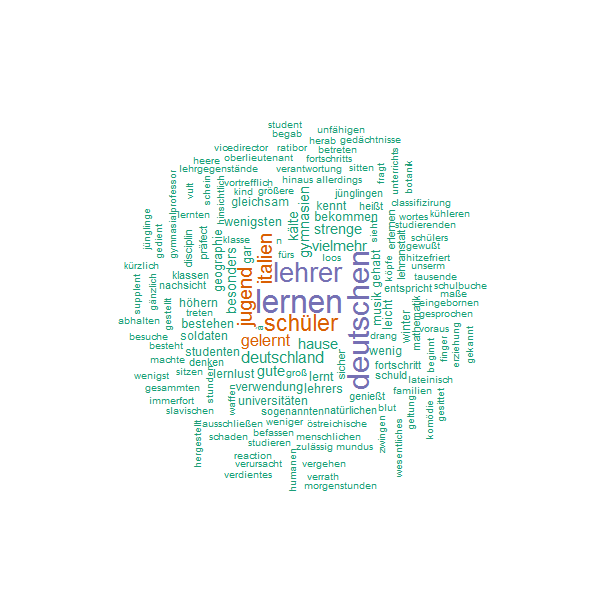 student
begab
unfähigen
herab
gedächtnisse
vicedirector
ratibor
betreten
heere
oberlieutenant
fortschritts
lehrgegenstände
verantwortung
sitten
fragt
unterrichts
botanik
gymnasialprofessor
vult
schein
hinsichtlich
vortrefflich
hinaus
allerdings
kind
größere
jünglingen
classifizirung
gleichsam
kennt
heißt
lernten
kälte
gymnasien
bekommen
wortes
kühleren
jünglinge
gedient
disciplin
präfect
wenigsten
strenge
siehe
erlernen
studierenden
schülers
klasse
n
vielmehr
lehranstalt
gewußt
geographie
besonders
gar
italien
fürs
loos
hitzefriert
kürzlich
supplent
gänzlich
klassen
nachsicht
jugend
lehrer
deutschen
gehabt
musik
köpfe
unserm
tausende
entspricht
schulbuche
gestellt
höhern
treten
lernen
leicht
maße
eingebornen
abhalten
bestehen
a
schüler
winter
mathematik
gesprochen
besuche
soldaten
drang
voraus
besteht
studenten
gelernt
hause
wenig
beginnt
finger
erziehung
gekannt
machte
denken
deutschland
sicher
fortschritt
wenigst
sitzen
lernlust
gute
groß
lernt
schuld
lateinisch
gesammten
stunden
verwendung
lehrers
familien
immerfort
waffen
universitäten
genießt
geltung
gesittet
slavischen
sogenannten
natürlichen
blut
komödie
hergestellt
ausschließen
weniger
östreichische
zwingen
wesentliches
schaden
befassen
menschlichen
studieren
zulässig
mundus
reaction
humanen
verursacht
vergehen
verdientes
verrath
morgenstunden